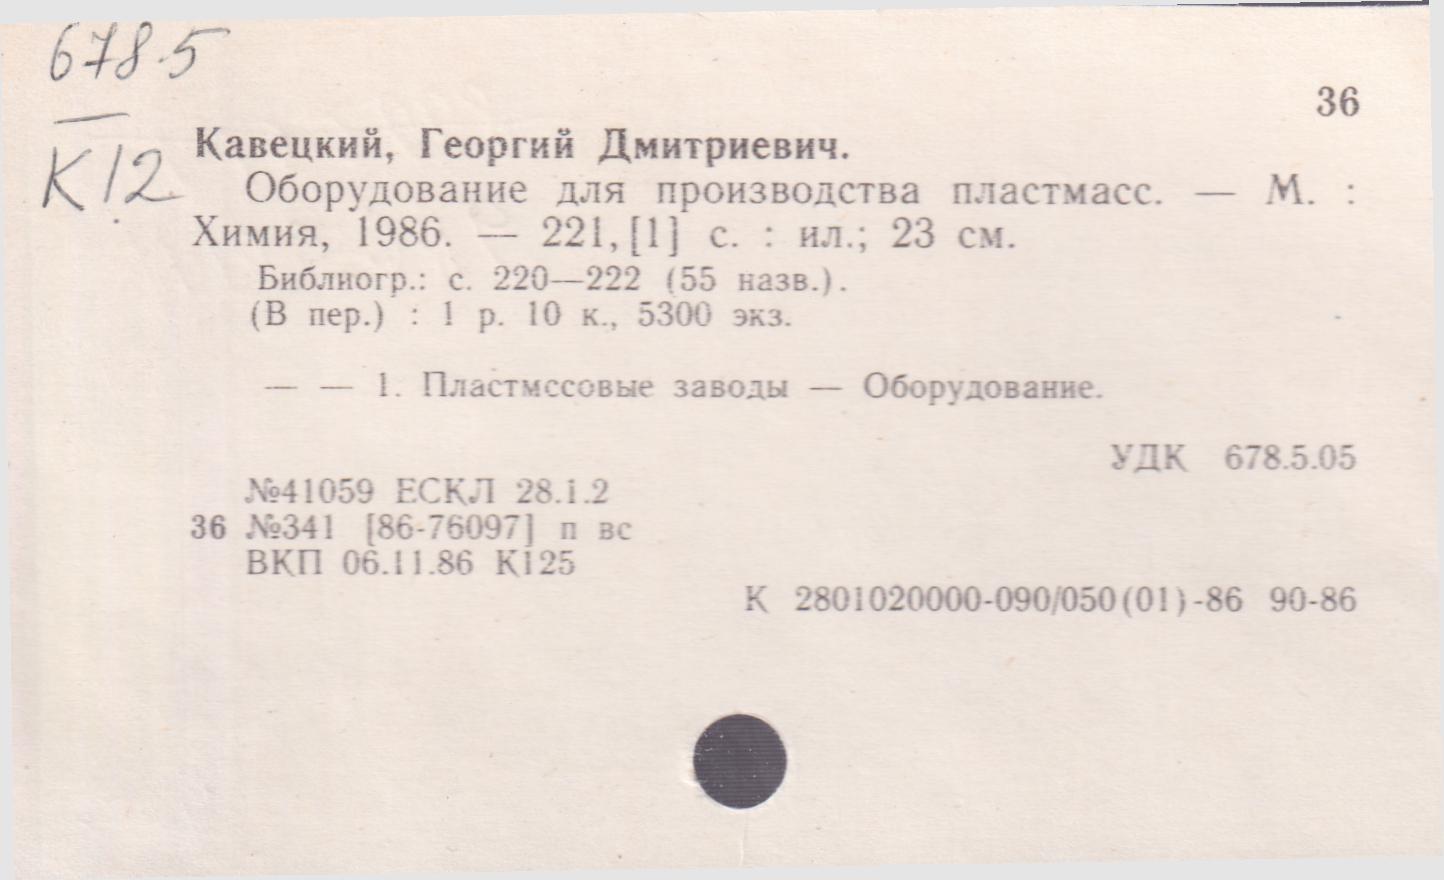 678.5
К12
36
Кавецкий, Георгий Дмитриевич.
Оборудование для производства пластмасс. — М. :
Химия, 1986. — 221, [1] с. : ил.; 23 см.
Библиогр.: с. 220—222 (55 назв.).
(В пер.) : 1 р. 10 к., 5300 экз.
— — 1. Пластмссовые заводы — Оборудование.
УДК 678.5.05
№41059 ЕСКЛ 28.1.2
36 №341 [86-76097] п вс
ВКП 06.11.86 К125
К 2801020000-090/050(01)-86 90-86